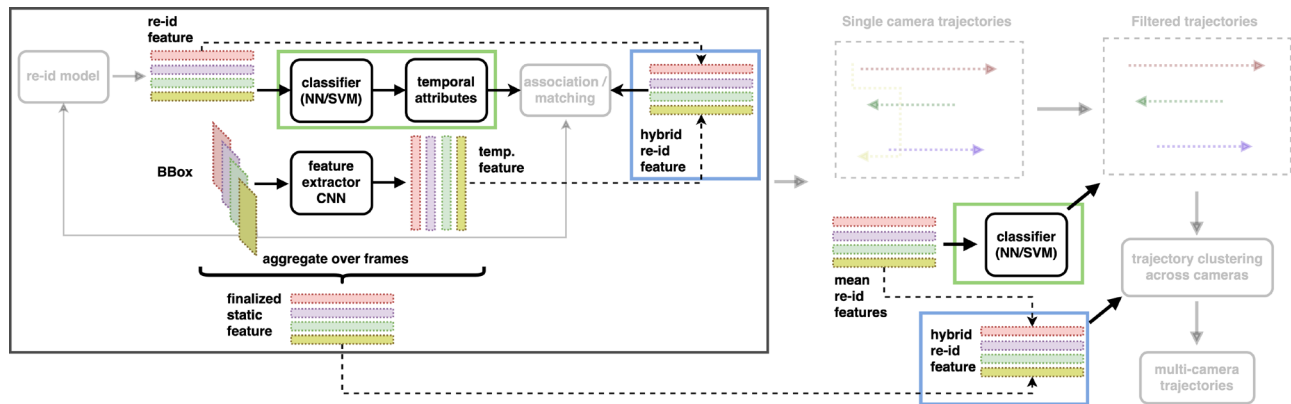 re-id
feature
re-id model
classifier
(NN/SVM)
temporal
attributes
association /
matching
hybrid
re-id
feature
BBox
feature
extractor
CNN
temp.
feature
aggregate over frames
finalized
static
feature
Single camera trajectories
Filtered trajectories
classifier
(NN/SVM)
mean
re-id
features
hybrid
re-id
feature
trajectory clustering
across cameras
multi-camera
trajectories